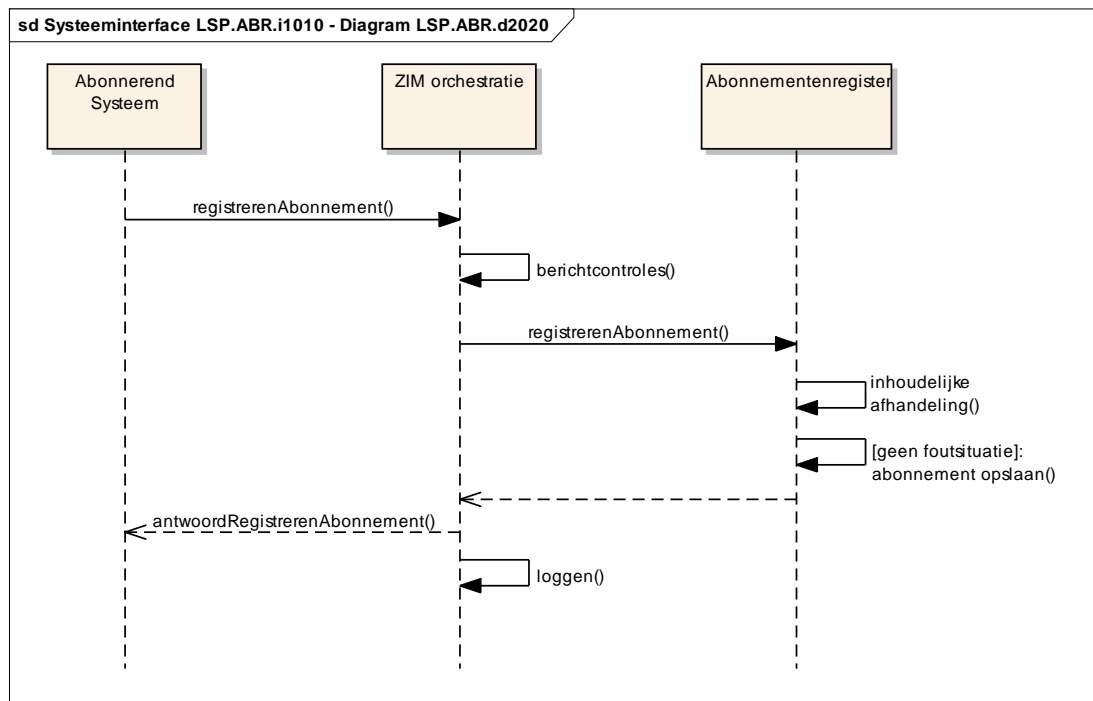 sd Systeeminterface LSP.ABR.i1010 - Diagram LSP.ABR.d2020
Abonnerend
Systeem
ZIM orchestratie
Abonnementenregister
registrerenAbonnement()
berichtcontroles()
registrerenAbonnement()
inhoudelijke
afhandeling()
[geen foutsituatie]:
abonnement opslaan()
antwoordRegistrerenAbonnement()
loggen()